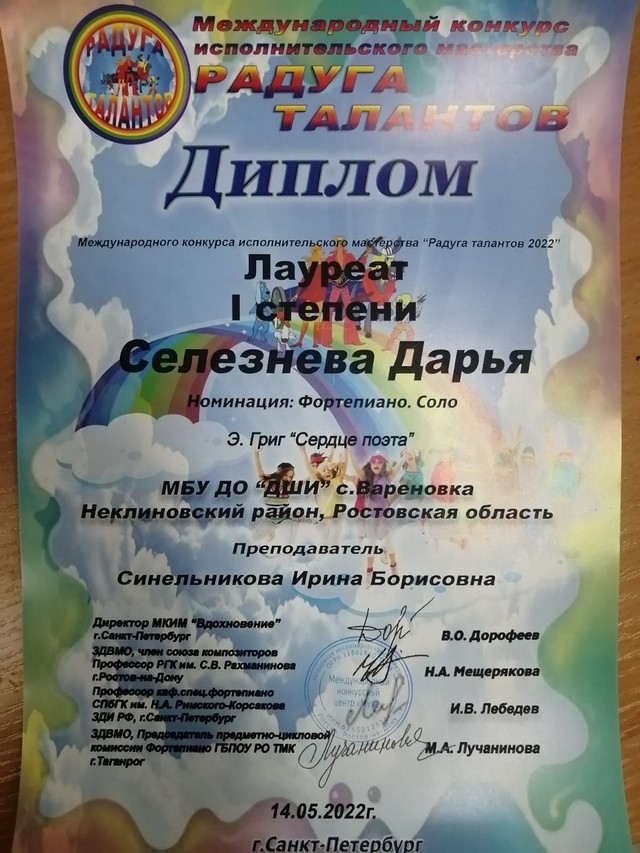 РАДУГА
ТАЛАНТОВ
Международный конкурс
исполнительского мастерства
РАДУГА
ТАЛАНТОВ
Диплом
Международного конкурса исполнительского мастерства “Радуга талантов 2022”
Лауреат
I степени
Селезнева Дарья
Номинация: Фортепиано. Соло
Э. Григ “Сердце поэта”
МБУ ДО “ДШИ” с.Вареновка
Неклиновский район, Ростовская область
Преподаватель
Синельникова Ирина Борисовна
Директор МКИМ “Вдохновение”
г.Санкт-Петербург
В.О. Дорофеев
ЗДВМО, член союза композиторов
Профессор РГК им. С.В. Рахманинова
г.Ростов-на-Дону
Н.А. Мещерякова
Профессор каф.спец.фортепиано
СПбГК им. Н.А. Римского-Корсакова
ЗДИ РФ, г.Санкт-Петербург
И.В. Лебедев
ЗДВМО, Председатель предметно-цикловой
комиссии Фортепиано ГБПОУ РО ТМК
г.Таганрог
М.А. Лучанинова
Международный
конкурсный
центр
Лучанинова
14.05.2022г.
г.Санкт-Петербург